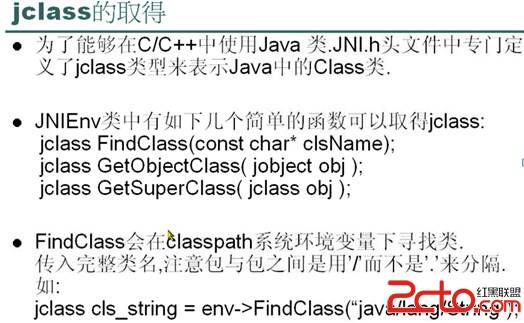 jclass的取得
为了能够在C/C++中使用Java 类.JNI.h头文件中专门定
义了jclass类型来表示Java中的Class类.
JNIEnv类中有如下几个简单的函数可以取得jclass:
jclass FindClass(const char* clsName);
jclass GetObjectClass( jobject obj );
jclass GetSuperClass( jclass obj );
FindClass会在classpath系统环境变量下寻找类.
传入完整类名,注意包与包之间是用'/'而不是'.'来分隔.
如:
jclass cls_string = env->FindClass(“java/lang/String");
2cto.com
红黑联盟